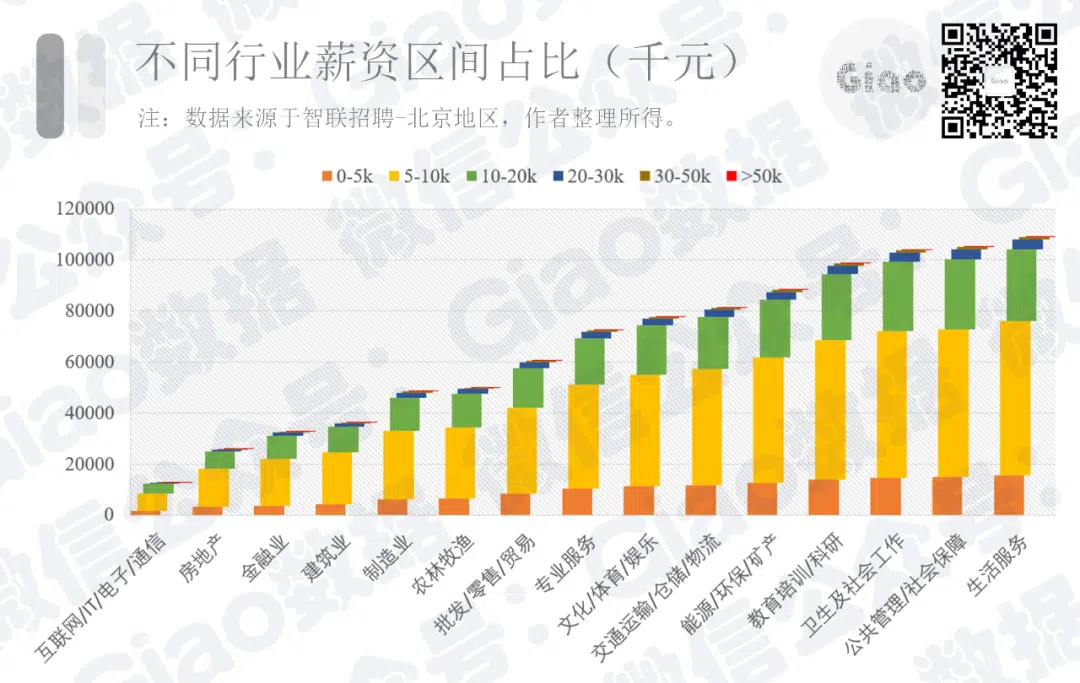 不同行业薪资区间占比（千元）
Giao
Giao
注：数据来源于智联招聘-北京地区，作者整理所得。
0-5k 5-10k 10-20k 20-30k 30-50k >50k
120000
100000
80000
60000
40000
20000
0
互联网/IT/电子/通信
房地产
金融业
建筑业
制造业
农林牧渔
批发/零售/贸易
专业服务
文化/体育/娱乐
交通运输/仓储/物流
能源/环保/矿产
教育培训/科研
卫生及社会工作
公共管理/社会保障
生活服务
微信公众号·Giao数据